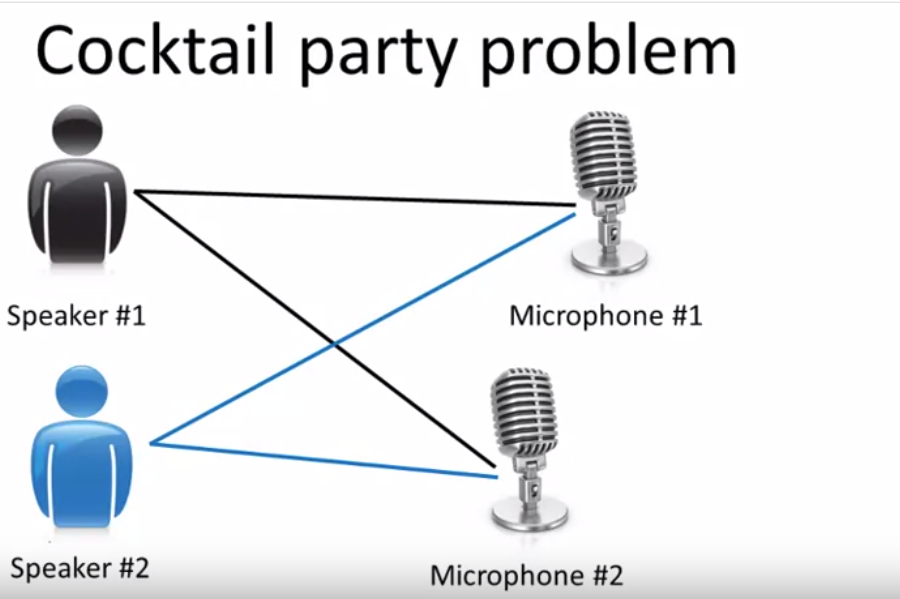 Cocktail party problem
Speaker #1
Microphone #1
Speaker #2
Microphone #2